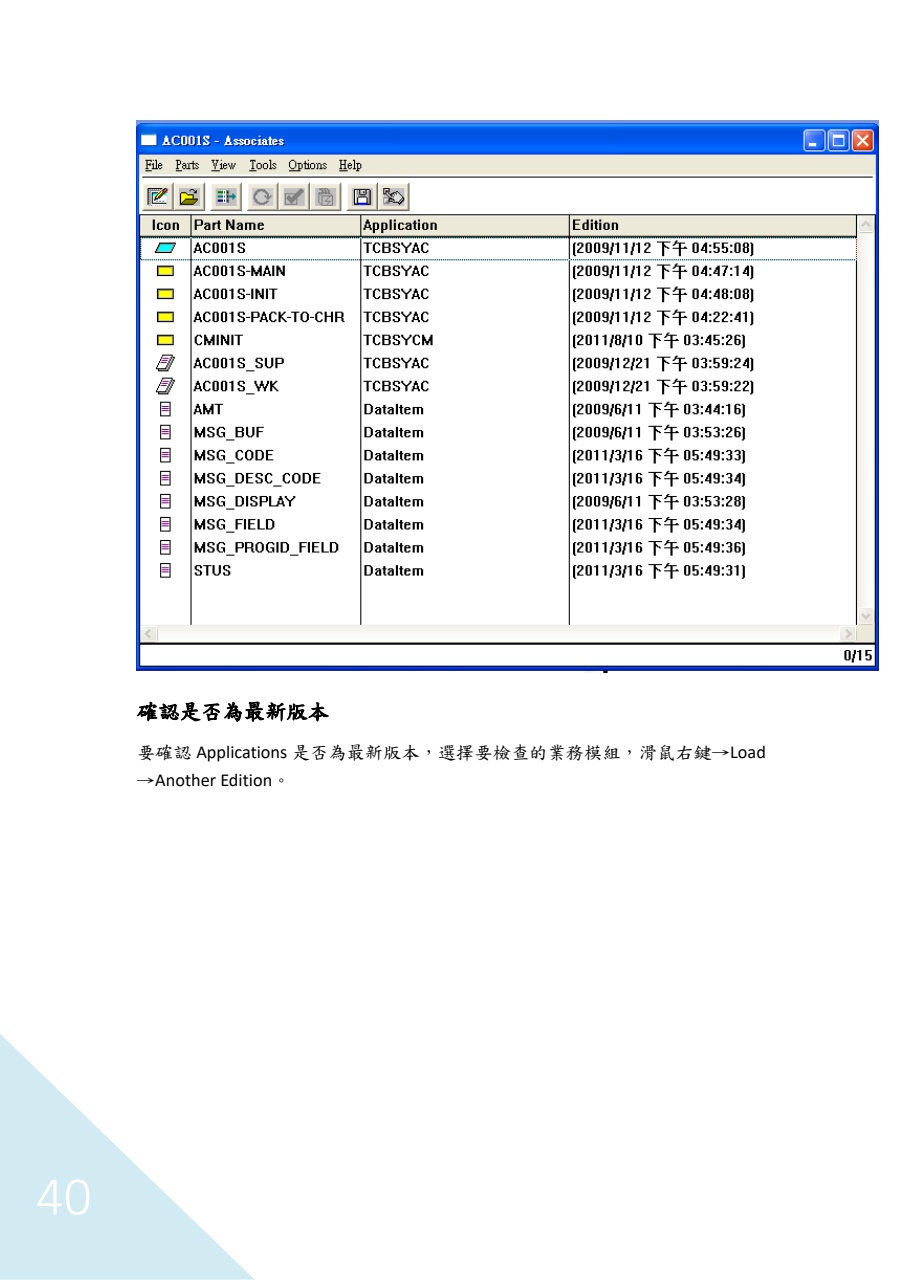 AC001S - Associates
File Parts View Tools Options Help
Icon Part Name Application Edition
AC001S TCBSYAC (2009/11/12 下午 04:55:08)
AC001S-MAIN TCBSYAC (2009/11/12 下午 04:47:14)
AC001S-INIT TCBSYAC (2009/11/12 下午 04:48:08)
AC001S-PACK-TO-CHR TCBSYAC (2009/11/12 下午 04:22:41)
CMINIT TCBSYCM (2011/8/10 下午 03:45:26)
AC001S_SUP TCBSYAC (2009/12/21 下午 03:59:24)
AC001S_WK TCBSYAC (2009/12/21 下午 03:59:22)
AMT DataItem (2009/6/11 下午 03:44:16)
MSG_BUF DataItem (2009/6/11 下午 03:53:26)
MSG_CODE DataItem (2011/3/16 下午 05:49:33)
MSG_DESC_CODE DataItem (2011/3/16 下午 05:49:34)
MSG_DISPLAY DataItem (2009/6/11 下午 03:53:28)
MSG_FIELD DataItem (2011/3/16 下午 05:49:34)
MSG_PROGID_FIELD DataItem (2011/3/16 下午 05:49:36)
STUS DataItem (2011/3/16 下午 05:49:31)
0/15
確認是否為最新版本
要確認 Applications 是否為最新版本，選擇要檢查的業務模組，滑鼠右鍵→Load
→Another Edition。
40